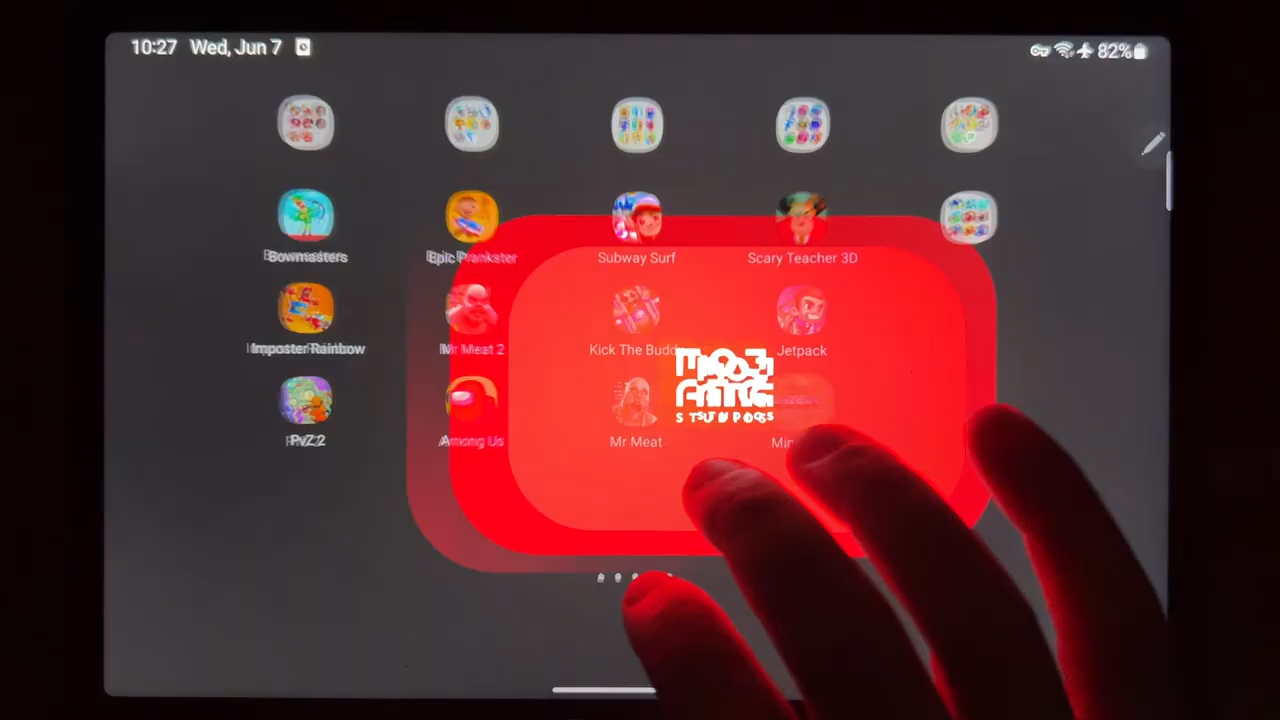 10:27 Wed, Jun 7
82%
Bowmasters
Epic Prankster
Subway Surf
Scary Teacher 3D
Imposter Rainbow
Mr Meat 2
Kick The Budd
Jetpack
PvZ 2
Among Us
Mr Meat
Min